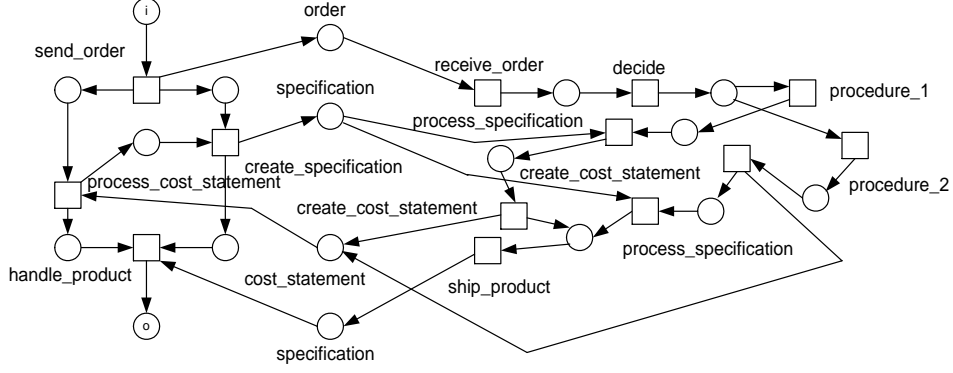 i
order
send_order
receive_order
decide
specification
procedure_1
process_specification
create_specification
create_cost_statement
process_cost_statement
procedure_2
create_cost_statement
process_specification
handle_product
cost_statement
ship_product
o
specification